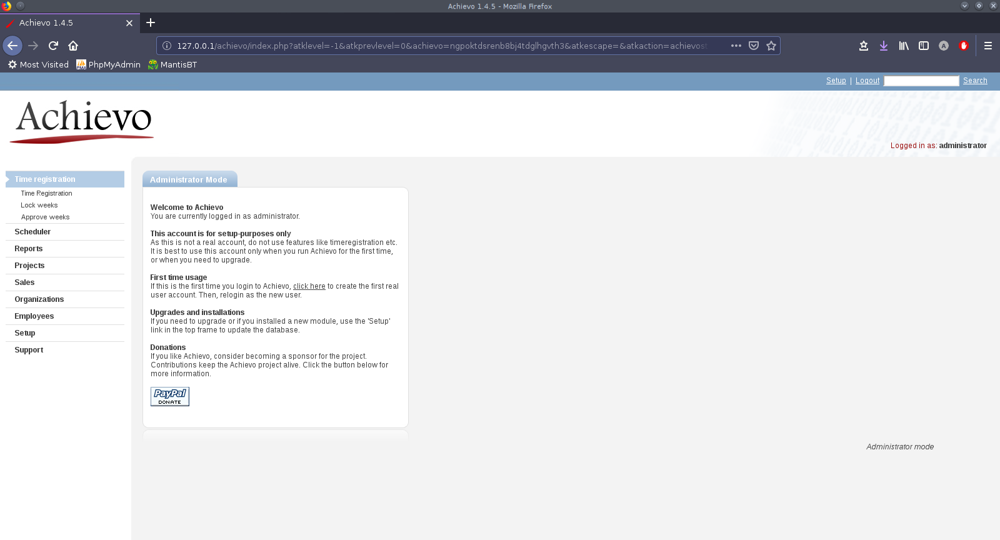 Achievo 1.4.5 - Mozilla Firefox
Achievo 1.4.5
127.0.0.1/achievo/index.php?atklevel=-1&atkprevlevel=0&achievo=ngpoktdsrenb8bj4tdglhgvth3&atkescape=&atkaction=achievost
Most Visited PhpMyAdmin MantisBT
Setup | Logout Search
Achievo
Logged in as: administrator
Time registration
Time Registration
Lock weeks
Approve weeks
Scheduler
Reports
Projects
Sales
Organizations
Employees
Setup
Support
Administrator Mode
Welcome to Achievo
You are currently logged in as administrator.
This account is for setup-purposes only
As this is not a real account, do not use features like timeregistration etc.
It is best to use this account only when you run Achievo for the first time,
or when you need to upgrade.
First time usage
If this is the first time you login to Achievo, click here to create the first real
user account. Then, relogin as the new user.
Upgrades and installations
If you need to upgrade or if you installed a new module, use the 'Setup'
link in the top frame to update the database.
Donations
If you like Achievo, consider becoming a sponsor for the project.
Contributions keep the Achievo project alive. Click the button below for
more information.
PayPal
DONATE
Administrator mode